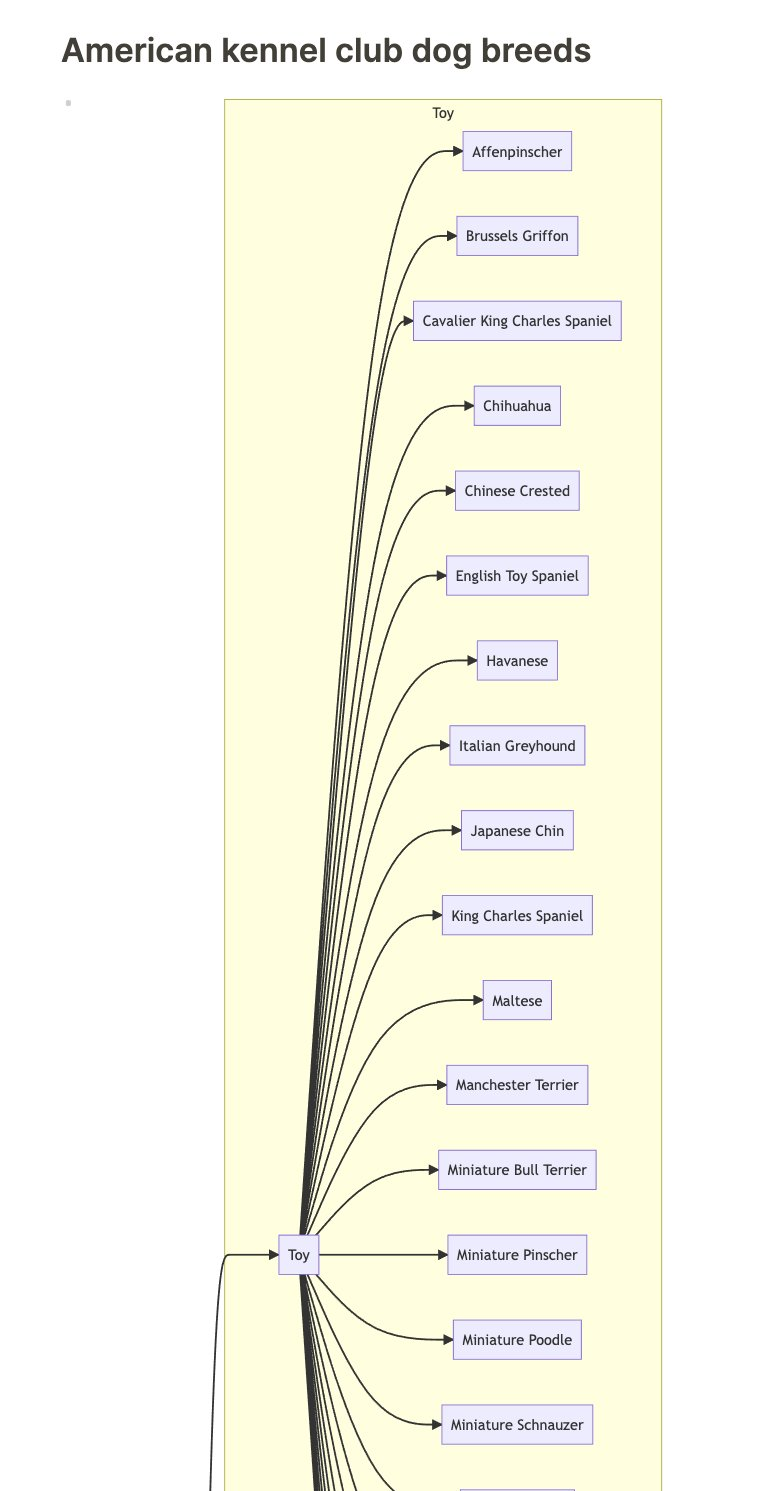 American kennel club dog breeds
Toy
Affenpinscher
Brussels Griffon
Cavalier King Charles Spaniel
Chihuahua
Chinese Crested
English Toy Spaniel
Havanese
Italian Greyhound
Japanese Chin
King Charles Spaniel
Maltese
Manchester Terrier
Miniature Bull Terrier
Toy
Miniature Pinscher
Miniature Poodle
Miniature Schnauzer